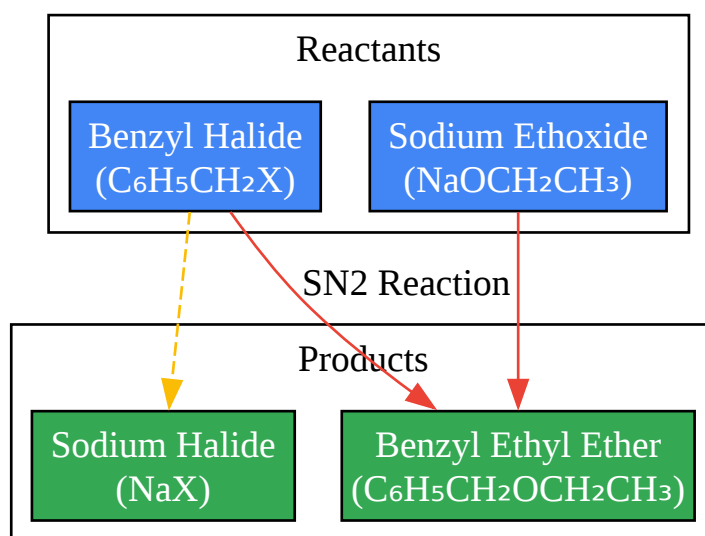 Reactants
Benzyl Halide
(C₆H₅CH₂X)
Sodium Ethoxide
(NaOCH₂CH₃)
SN2 Reaction
Products
Sodium Halide
(NaX)
Benzyl Ethyl Ether
(C₆H₅CH₂OCH₂CH₃)